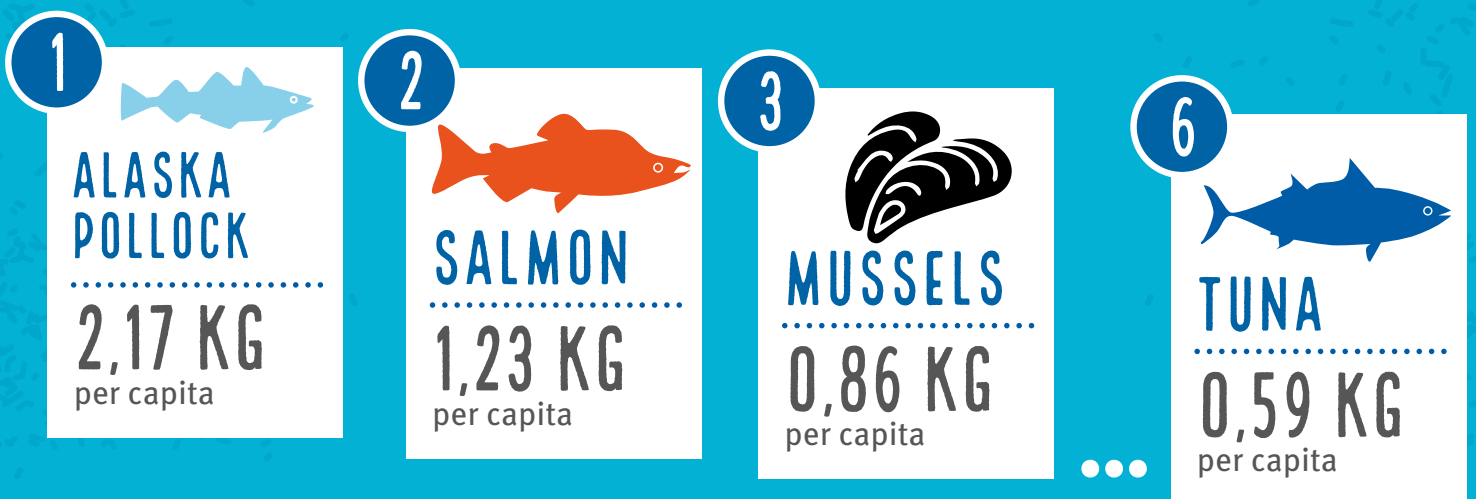 1
ALASKA
POLLOCK
2,17 KG
per capita
2
SALMON
1,23 KG
per capita
3
MUSSELS
0,86 KG
per capita
6
TUNA
0,59 KG
per capita